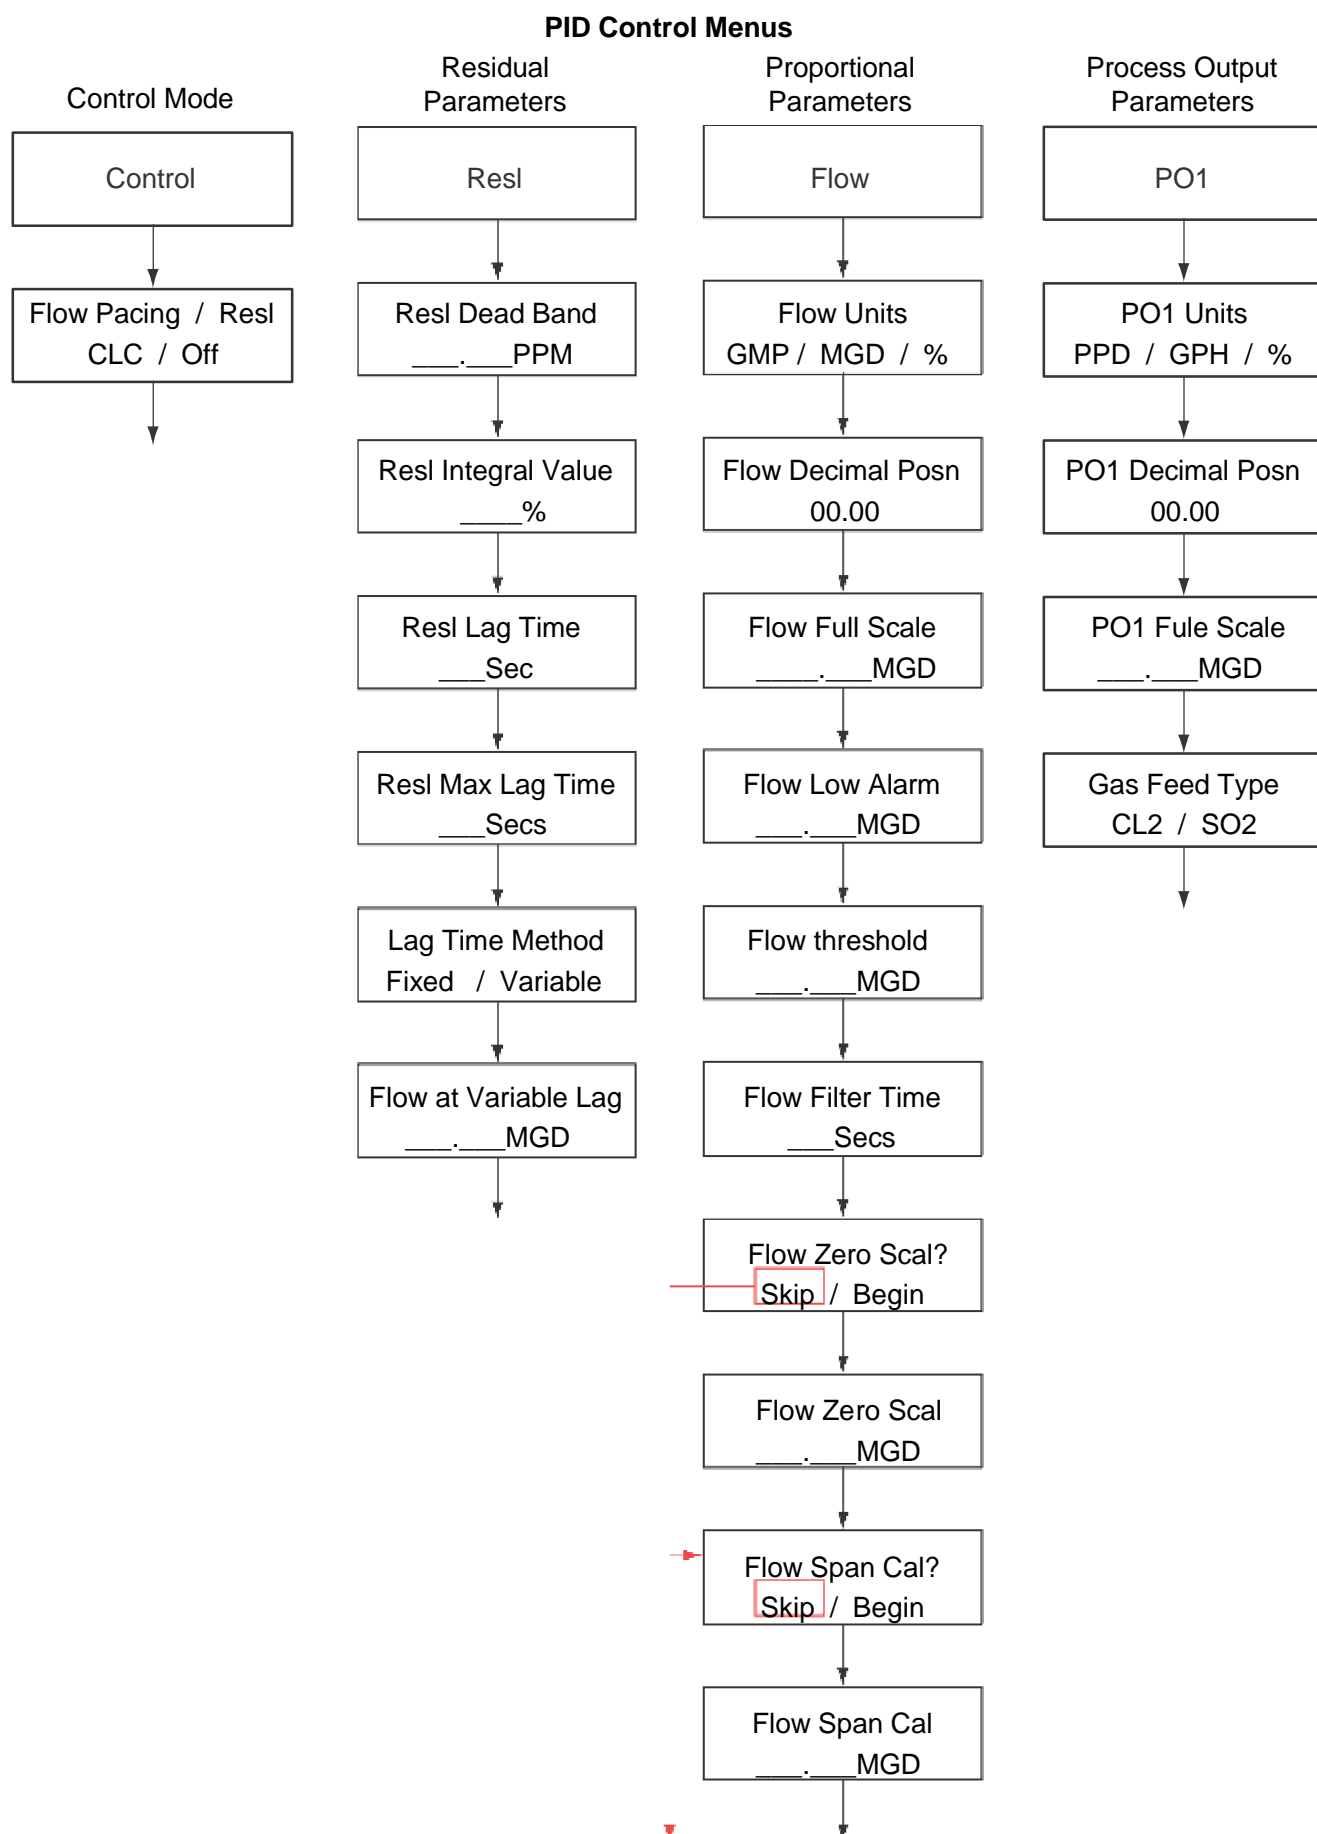 PID Control Menus
Control Mode
Control
Flow Pacing / Resl
CLC / Off
Residual
Parameters
Resl
Resl Dead Band
___.___PPM
Resl Integral Value
____%
Resl Lag Time
___Sec
Resl Max Lag Time
___Secs
Lag Time Method
Fixed / Variable
Flow at Variable Lag
___.___MGD
Proportional
Parameters
Flow
Flow Units
GMP / MGD / %
Flow Decimal Posn
00.00
Flow Full Scale
____.___MGD
Flow Low Alarm
___.___MGD
Flow threshold
___.___MGD
Flow Filter Time
___Secs
Flow Zero Scal?
Skip / Begin
Flow Zero Scal
___.___MGD
Flow Span Cal?
Skip / Begin
Flow Span Cal
___.___MGD
Process Output
Parameters
PO1
PO1 Units
PPD / GPH / %
PO1 Decimal Posn
00.00
PO1 Fule Scale
___.___MGD
Gas Feed Type
CL2 / SO2